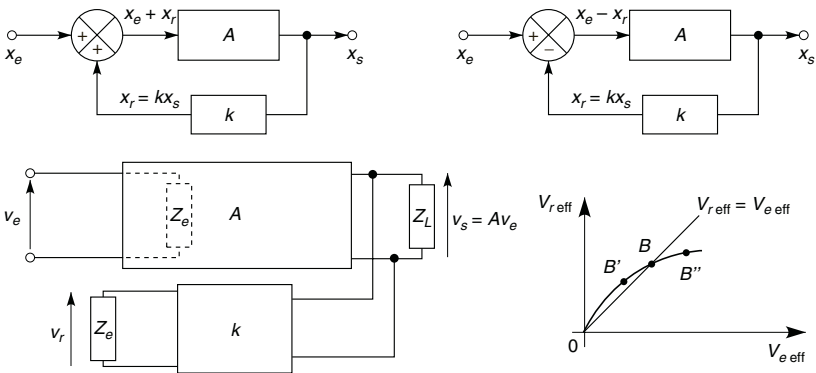 x_e + x_r
A
+
+
x_e
x_s
x_r = kx_s
k
x_e − x_r
A
+
−
x_e
x_s
x_r = kx_s
k
v_e
Z_e
A
Z_L
v_s = Av_e
v_r
Z_e
k
V_r eff
V_r eff = V_e eff
B'
B
B''
0
V_e eff